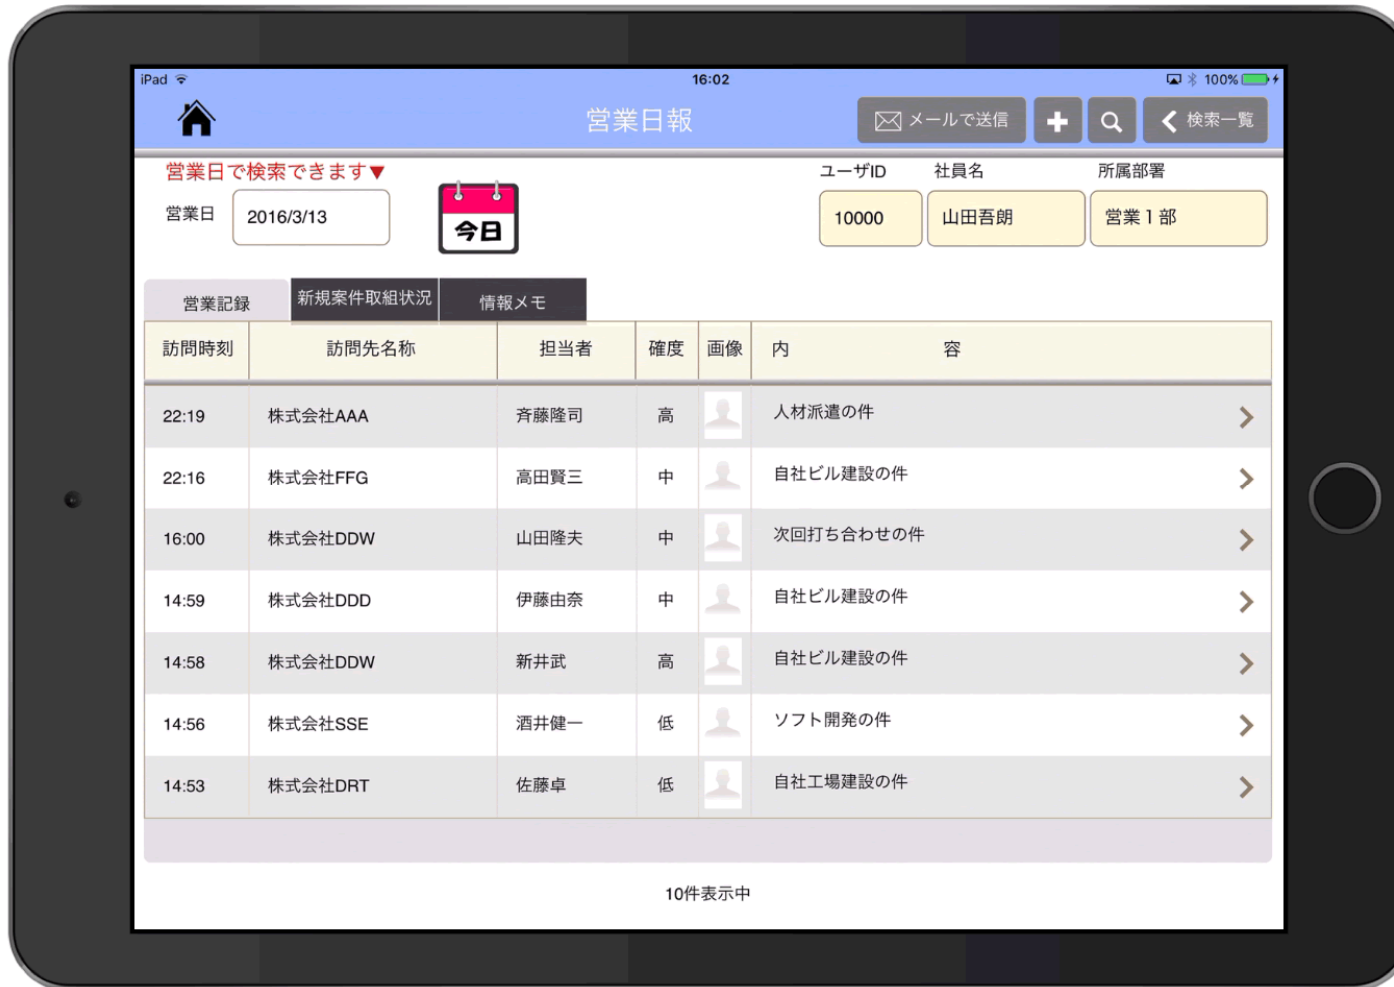 iPad 16:02 100%
営業日報 メールで送信 検索一覧
営業日で検索できます▼ ユーザID 社員名 所属部署
営業日 2016/3/13 今日 10000 山田吾朗 営業1部
営業記録 新規案件取組状況 情報メモ
訪問時刻 訪問先名称 担当者 確度 画像 内 容
22:19 株式会社AAA 斉藤隆司 高 人材派遣の件
22:16 株式会社FFG 高田賢三 中 自社ビル建設の件
16:00 株式会社DDW 山田隆夫 中 次回打ち合わせの件
14:59 株式会社DDD 伊藤由奈 中 自社ビル建設の件
14:58 株式会社DDW 新井武 高 自社ビル建設の件
14:56 株式会社SSE 酒井健一 低 ソフト開発の件
14:53 株式会社DRT 佐藤卓 低 自社工場建設の件
10件表示中